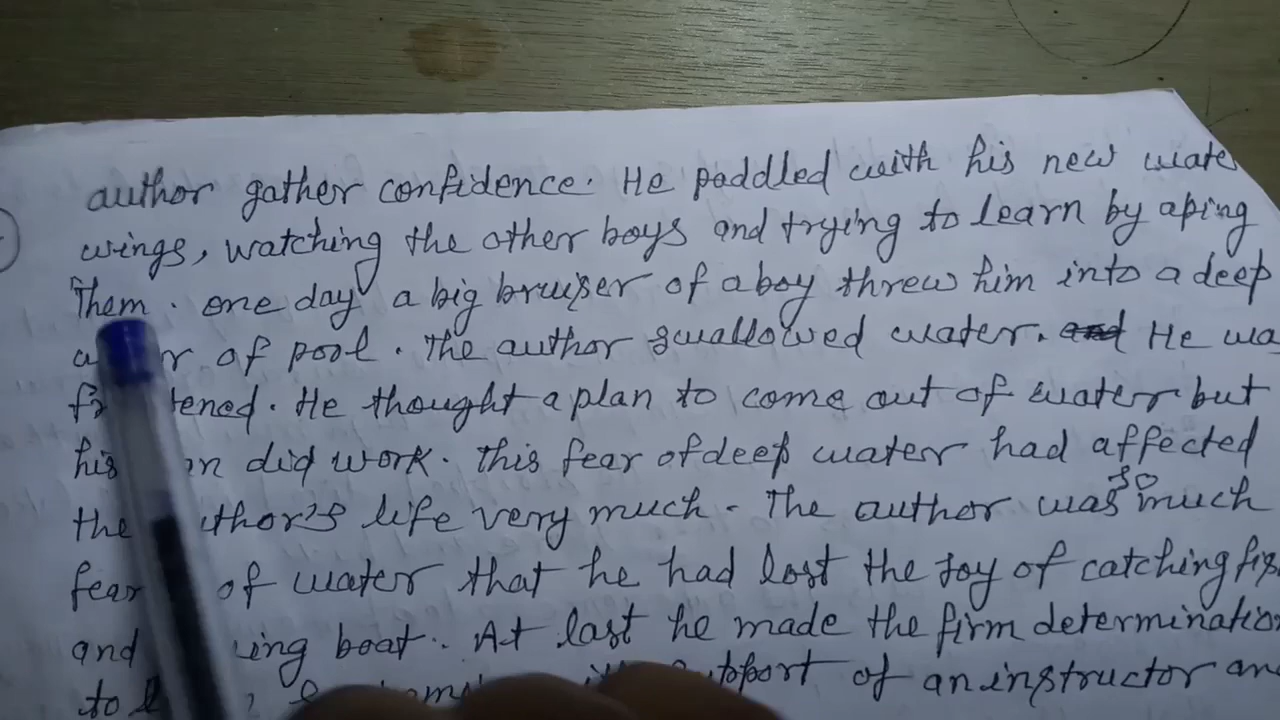 author gather confidence. He paddled with his new wate
wings, watching the other boys and trying to learn by aping
Them. one day a big bruiser of a boy threw him into a deep
of pool. The author swallowed water. and He wa
He thought a plan to come out of water but
his did work. This fear of deep water had affected
the life very much. The author was so much
fear of water that he had lost the joy of catching fis
and boat. At last he made the firm determinatio
to of an instructor an